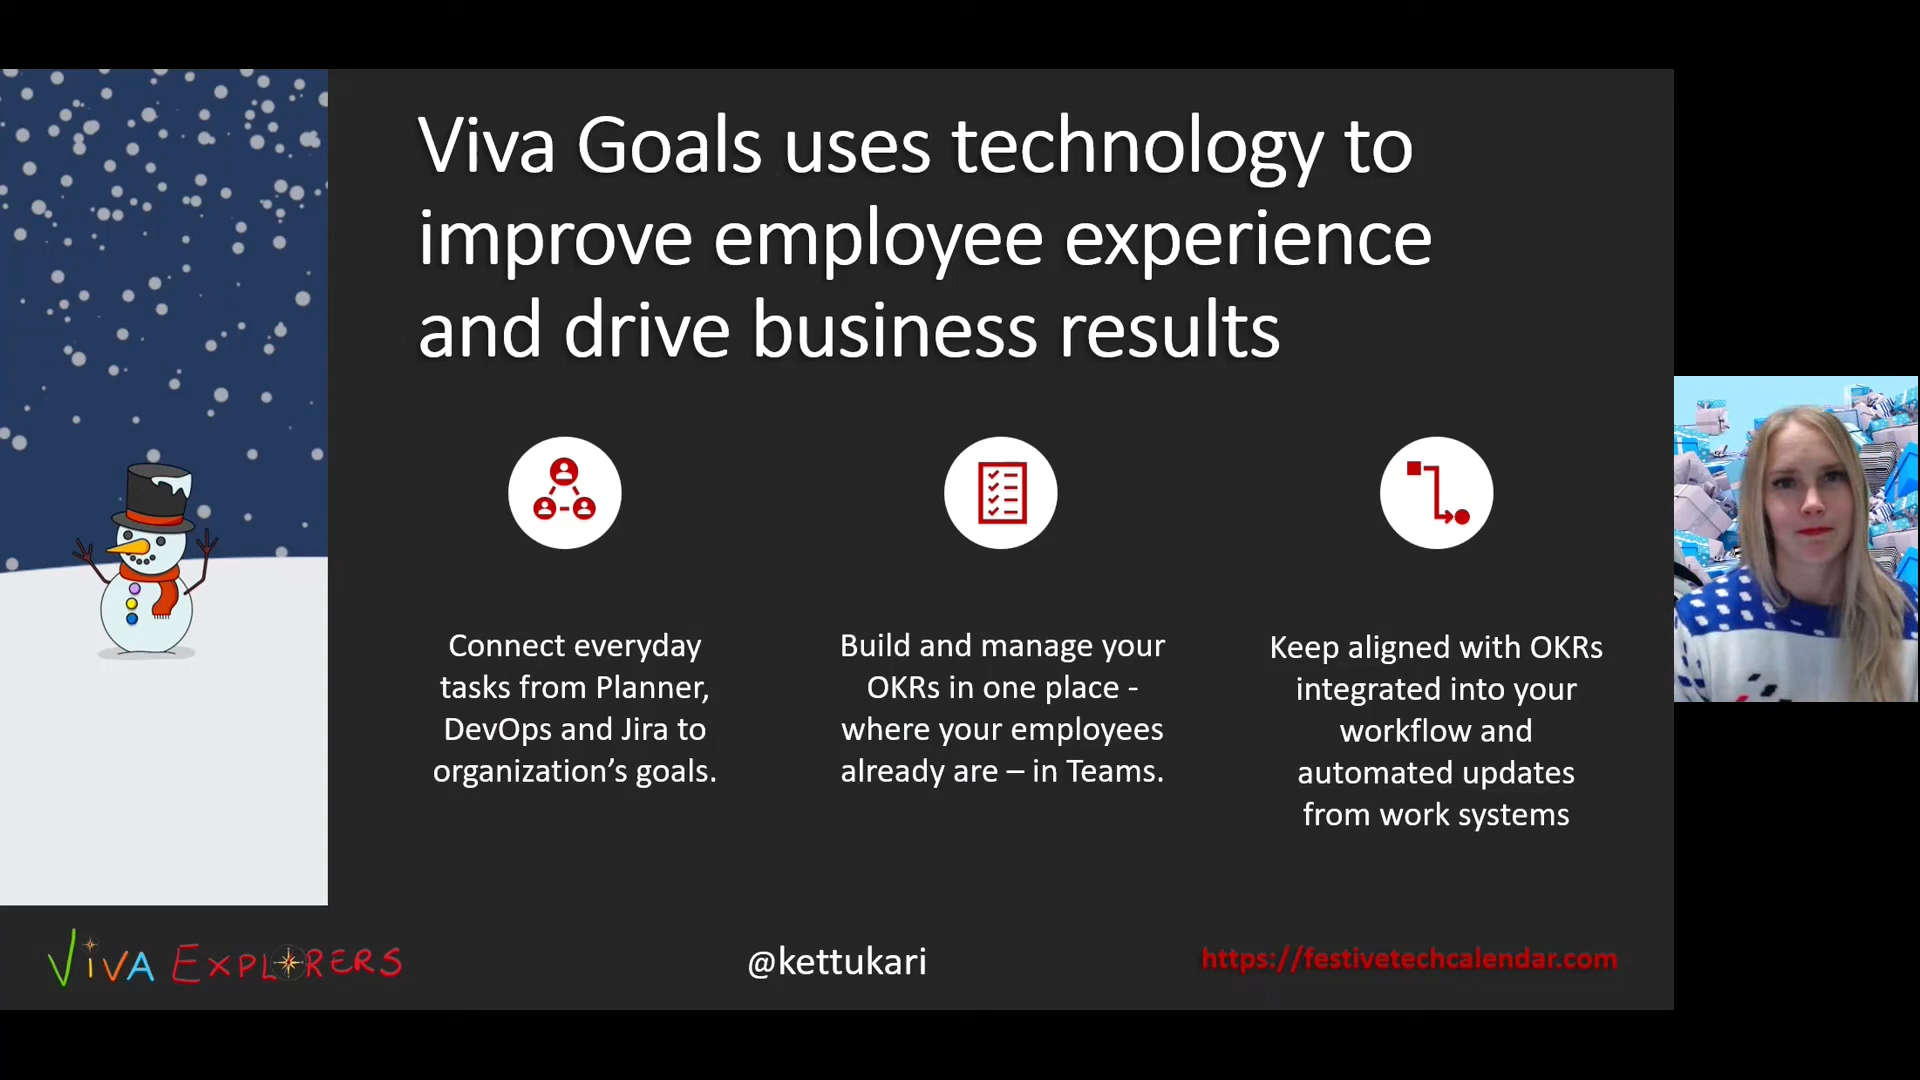 Viva Goals uses technology to
improve employee experience
and drive business results
Connect everyday
tasks from Planner,
DevOps and Jira to
organization’s goals.
Build and manage your
OKRs in one place -
where your employees
already are – in Teams.
Keep aligned with OKRs
integrated into your
workflow and
automated updates
from work systems
VIVA EXPLORERS
@kettukari
https://festivetechcalendar.com